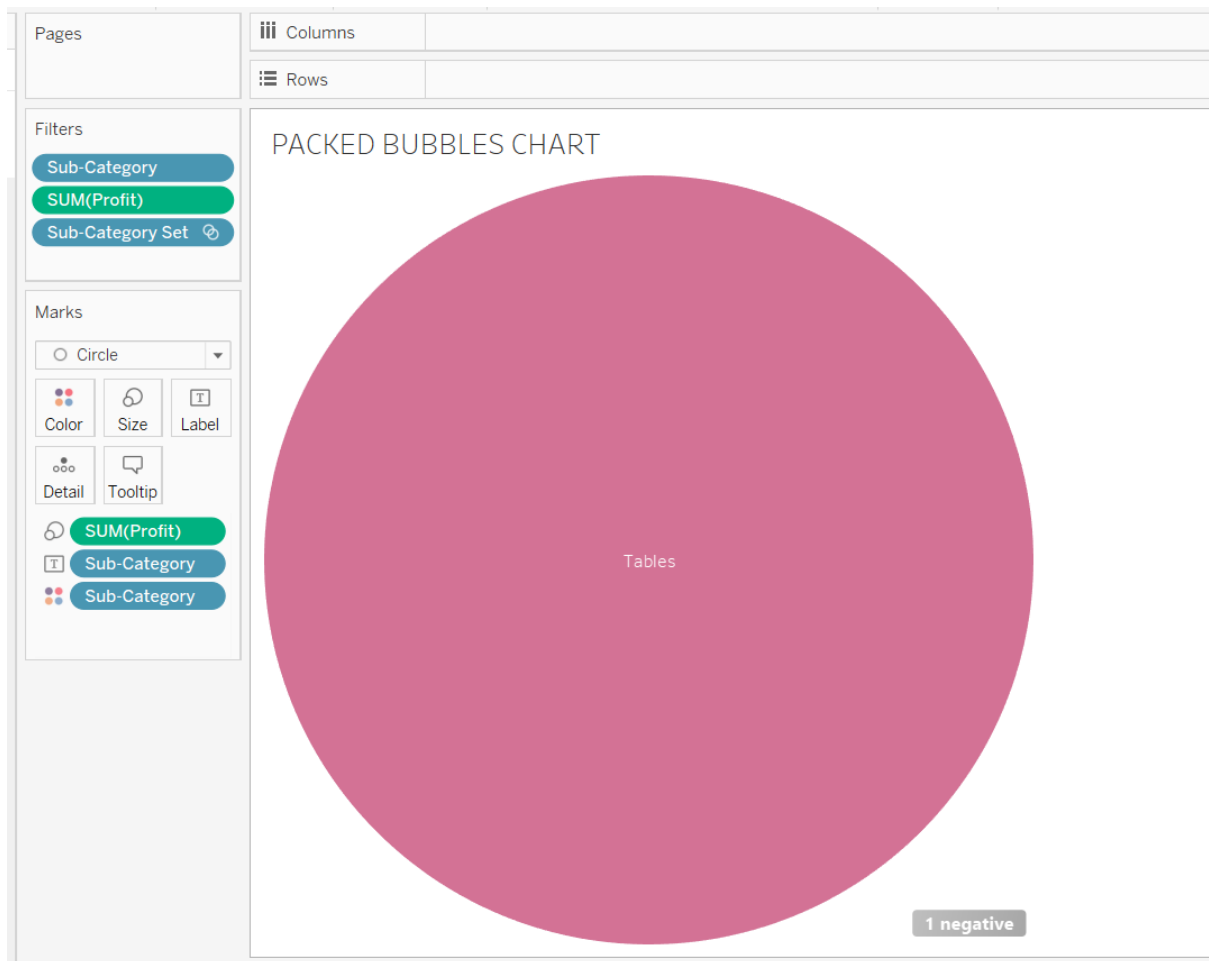 Pages
Columns
Rows
Filters
Sub-Category
SUM(Profit)
Sub-Category Set
PACKED BUBBLES CHART
Marks
Circle
Color Size T Label
Detail Tooltip
SUM(Profit)
T Sub-Category
Sub-Category
Tables
1 negative